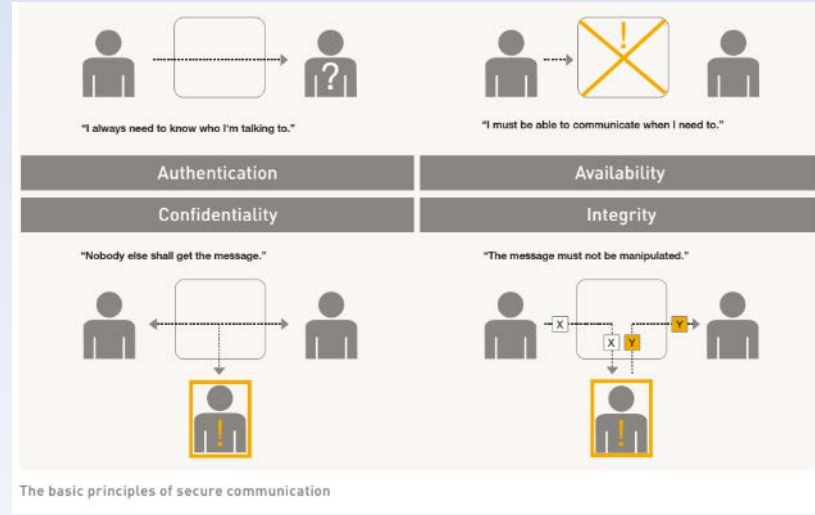 ?
!
"I always need to know who I'm talking to."
"I must be able to communicate when I need to."
Authentication
Availability
Confidentiality
Integrity
"Nobody else shall get the message."
"The message must not be manipulated."
X
Y
X
Y
!
!
The basic principles of secure communication